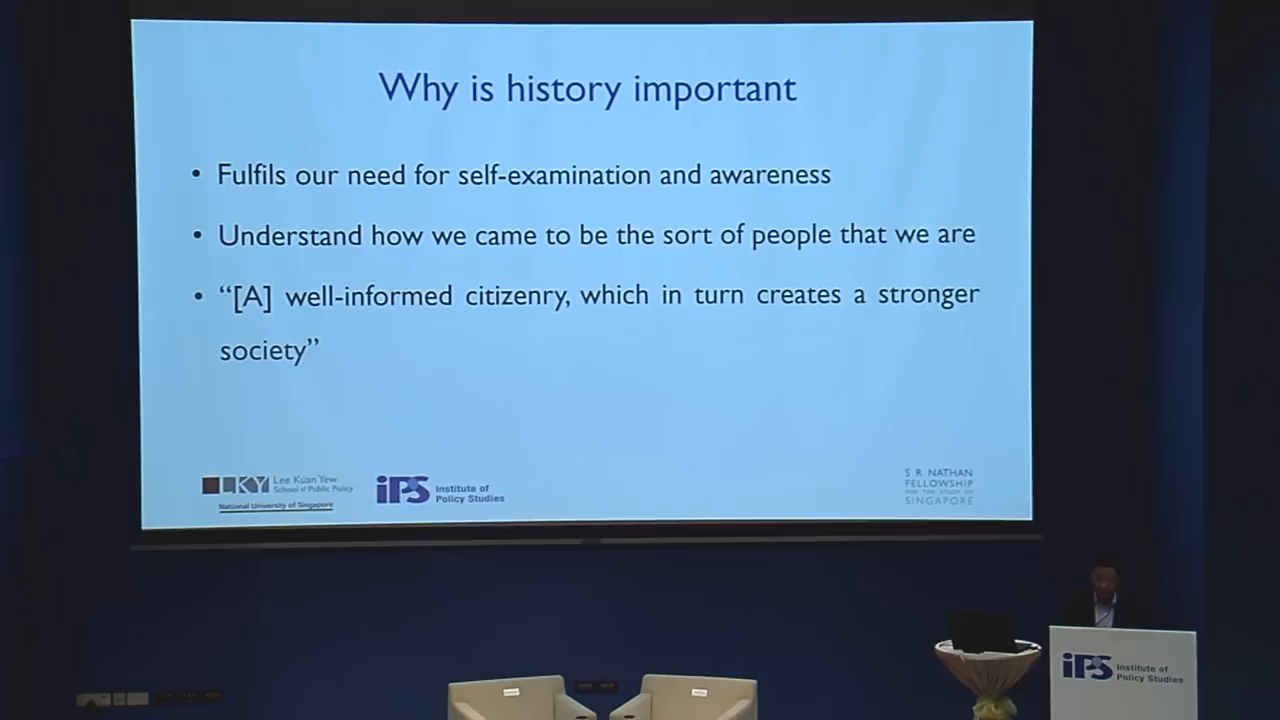 Why is history important
• Fulfils our need for self-examination and awareness
• Understand how we came to be the sort of people that we are
• “[A] well-informed citizenry, which in turn creates a stronger
society”
LKY Lee Kuan Yew
School of Public Policy
National University of Singapore
iPS Institute of
Policy Studies
S R NATHAN
FELLOWSHIP
FOR THE STUDY OF
SINGAPORE
iPS Institute of
Policy Studies